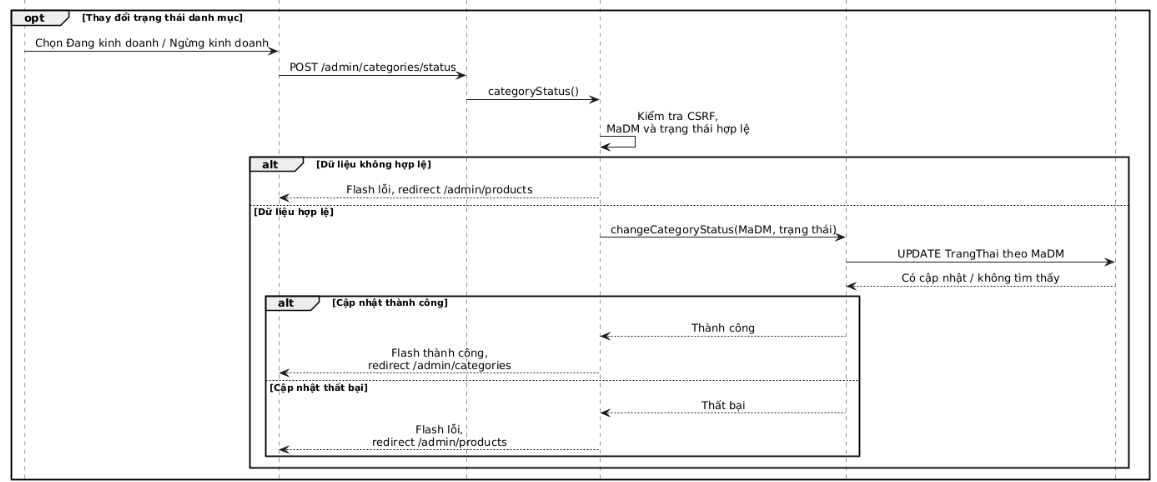 opt [Thay đổi trạng thái danh mục]
Chọn Đang kinh doanh / Ngừng kinh doanh
POST /admin/categories/status
categoryStatus()
Kiểm tra CSRF,
MaDM và trạng thái hợp lệ
alt [Dữ liệu không hợp lệ]
Flash lỗi, redirect /admin/products
[Dữ liệu hợp lệ]
changeCategoryStatus(MaDM, trạng thái)
UPDATE TrangThai theo MaDM
Có cập nhật / không tìm thấy
alt [Cập nhật thành công]
Thành công
Flash thành công,
redirect /admin/categories
[Cập nhật thất bại]
Thất bại
Flash lỗi,
redirect /admin/products